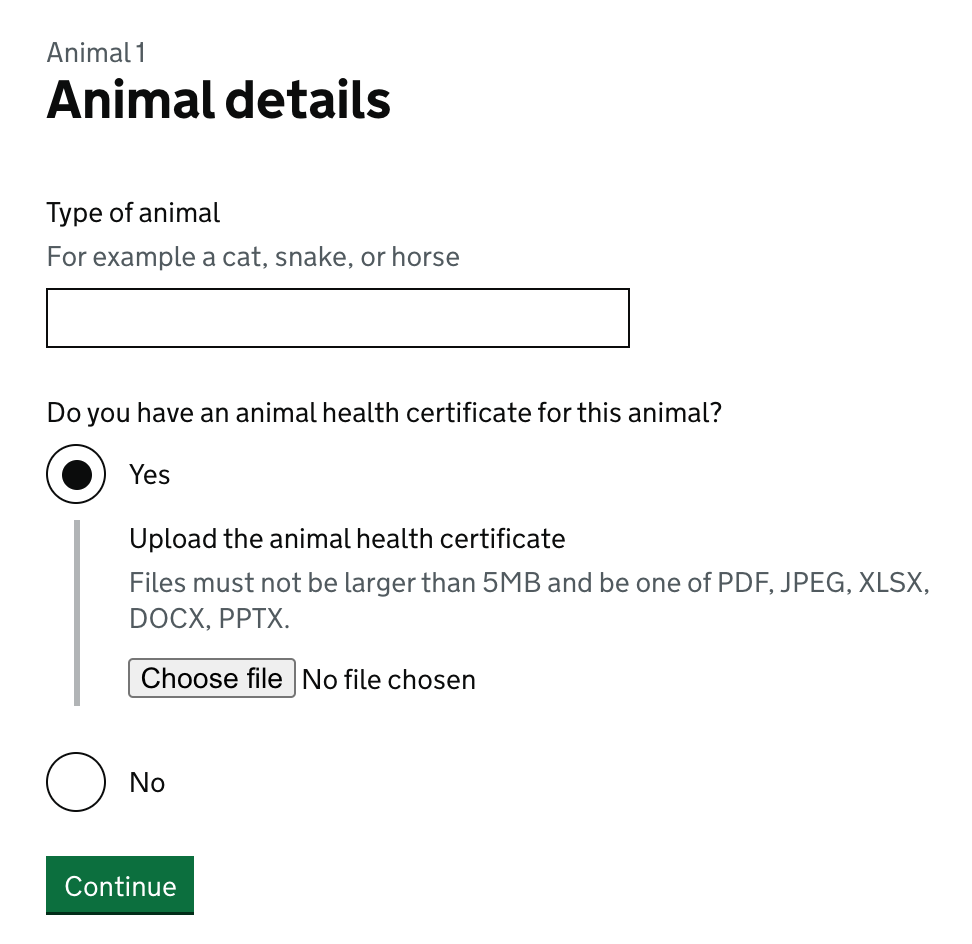 Animal 1
Animal details
Type of animal
For example a cat, snake, or horse
Do you have an animal health certificate for this animal?
Yes
Upload the animal health certificate
Files must not be larger than 5MB and be one of PDF, JPEG, XLSX,
DOCX, PPTX.
Choose file No file chosen
No
Continue